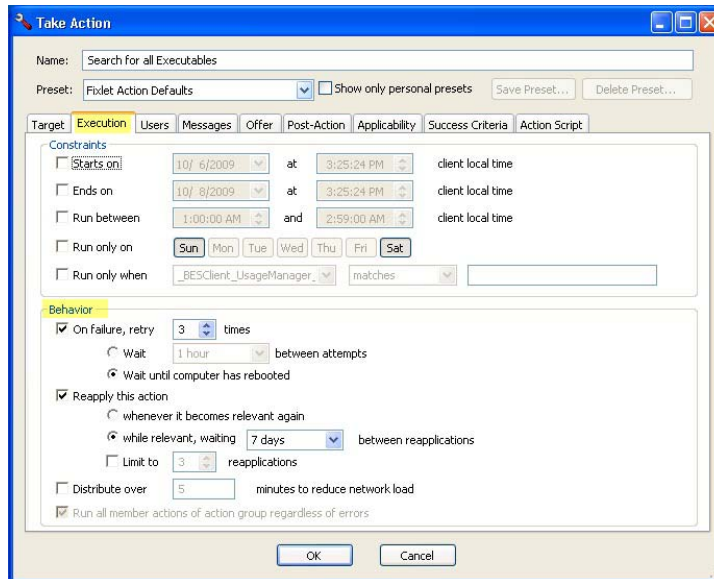 Take Action
Name: Search for all Executables
Preset: Fixlet Action Defaults Show only personal presets Save Preset... Delete Preset...
Target Execution Users Messages Offer Post-Action Applicability Success Criteria Action Script
Constraints
Starts on 10/ 6/2009 at 3:25:24 PM client local time
Ends on 10/ 8/2009 at 3:25:24 PM client local time
Run between 1:00:00 AM and 2:59:00 AM client local time
Run only on Sun Mon Tue Wed Thu Fri Sat
Run only when _BESClient_UsageManager_ matches
Behavior
On failure, retry 3 times
Wait 1 hour between attempts
Wait until computer has rebooted
Reapply this action
whenever it becomes relevant again
while relevant, waiting 7 days between reapplications
Limit to 3 reapplications
Distribute over 5 minutes to reduce network load
Run all member actions of action group regardless of errors
OK Cancel